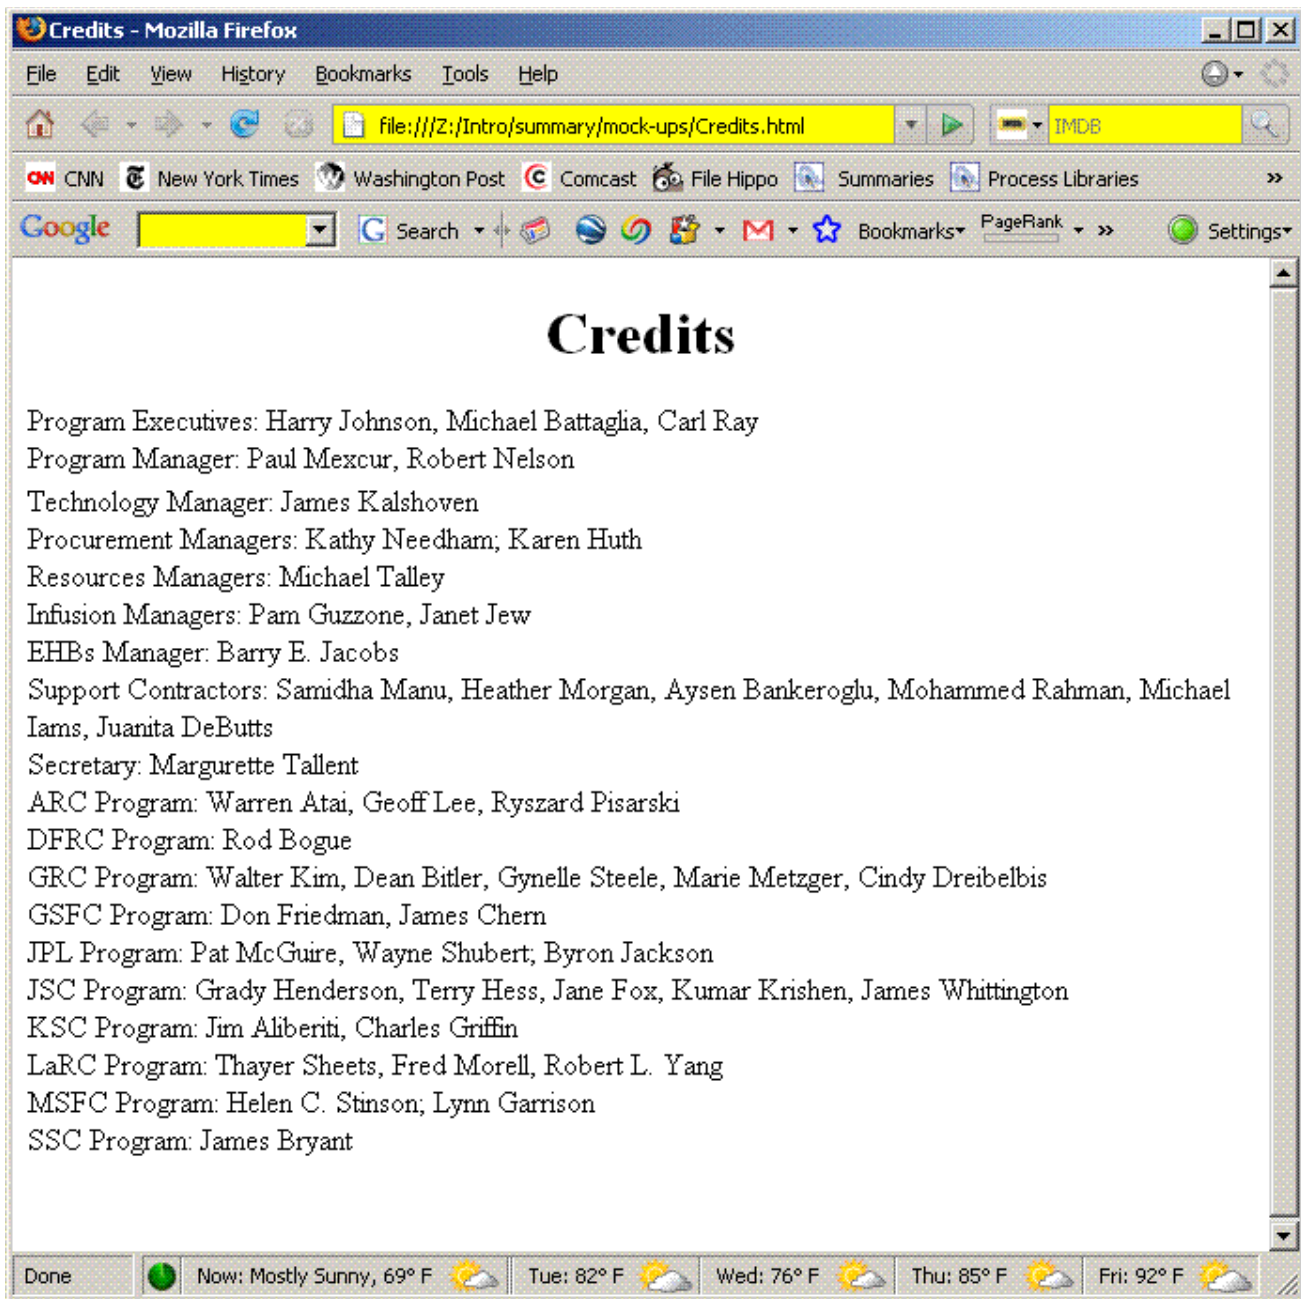 Credits - Mozilla Firefox
File Edit View History Bookmarks Tools Help
file:///Z:/Intro/summary/mock-ups/Credits.html IMDB
CNN CNN New York Times Washington Post Comcast File Hippo Summaries Process Libraries »
Google G Search Bookmarks PageRank » Settings
Credits
Program Executives: Harry Johnson, Michael Battaglia, Carl Ray
Program Manager: Paul Mexcur, Robert Nelson
Technology Manager: James Kalshoven
Procurement Managers: Kathy Needham; Karen Huth
Resources Managers: Michael Talley
Infusion Managers: Pam Guzzone, Janet Jew
EHBs Manager: Barry E. Jacobs
Support Contractors: Samidha Manu, Heather Morgan, Aysen Bankeroglu, Mohammed Rahman, Michael
Iams, Juanita DeButts
Secretary: Margurette Tallent
ARC Program: Warren Atai, Geoff Lee, Ryszard Pisarski
DFRC Program: Rod Bogue
GRC Program: Walter Kim, Dean Bitler, Gynelle Steele, Marie Metzger, Cindy Dreibelbis
GSFC Program: Don Friedman, James Chern
JPL Program: Pat McGuire, Wayne Shubert; Byron Jackson
JSC Program: Grady Henderson, Terry Hess, Jane Fox, Kumar Krishen, James Whittington
KSC Program: Jim Aliberiti, Charles Griffin
LaRC Program: Thayer Sheets, Fred Morell, Robert L. Yang
MSFC Program: Helen C. Stinson; Lynn Garrison
SSC Program: James Bryant
Done Now: Mostly Sunny, 69° F Tue: 82° F Wed: 76° F Thu: 85° F Fri: 92° F